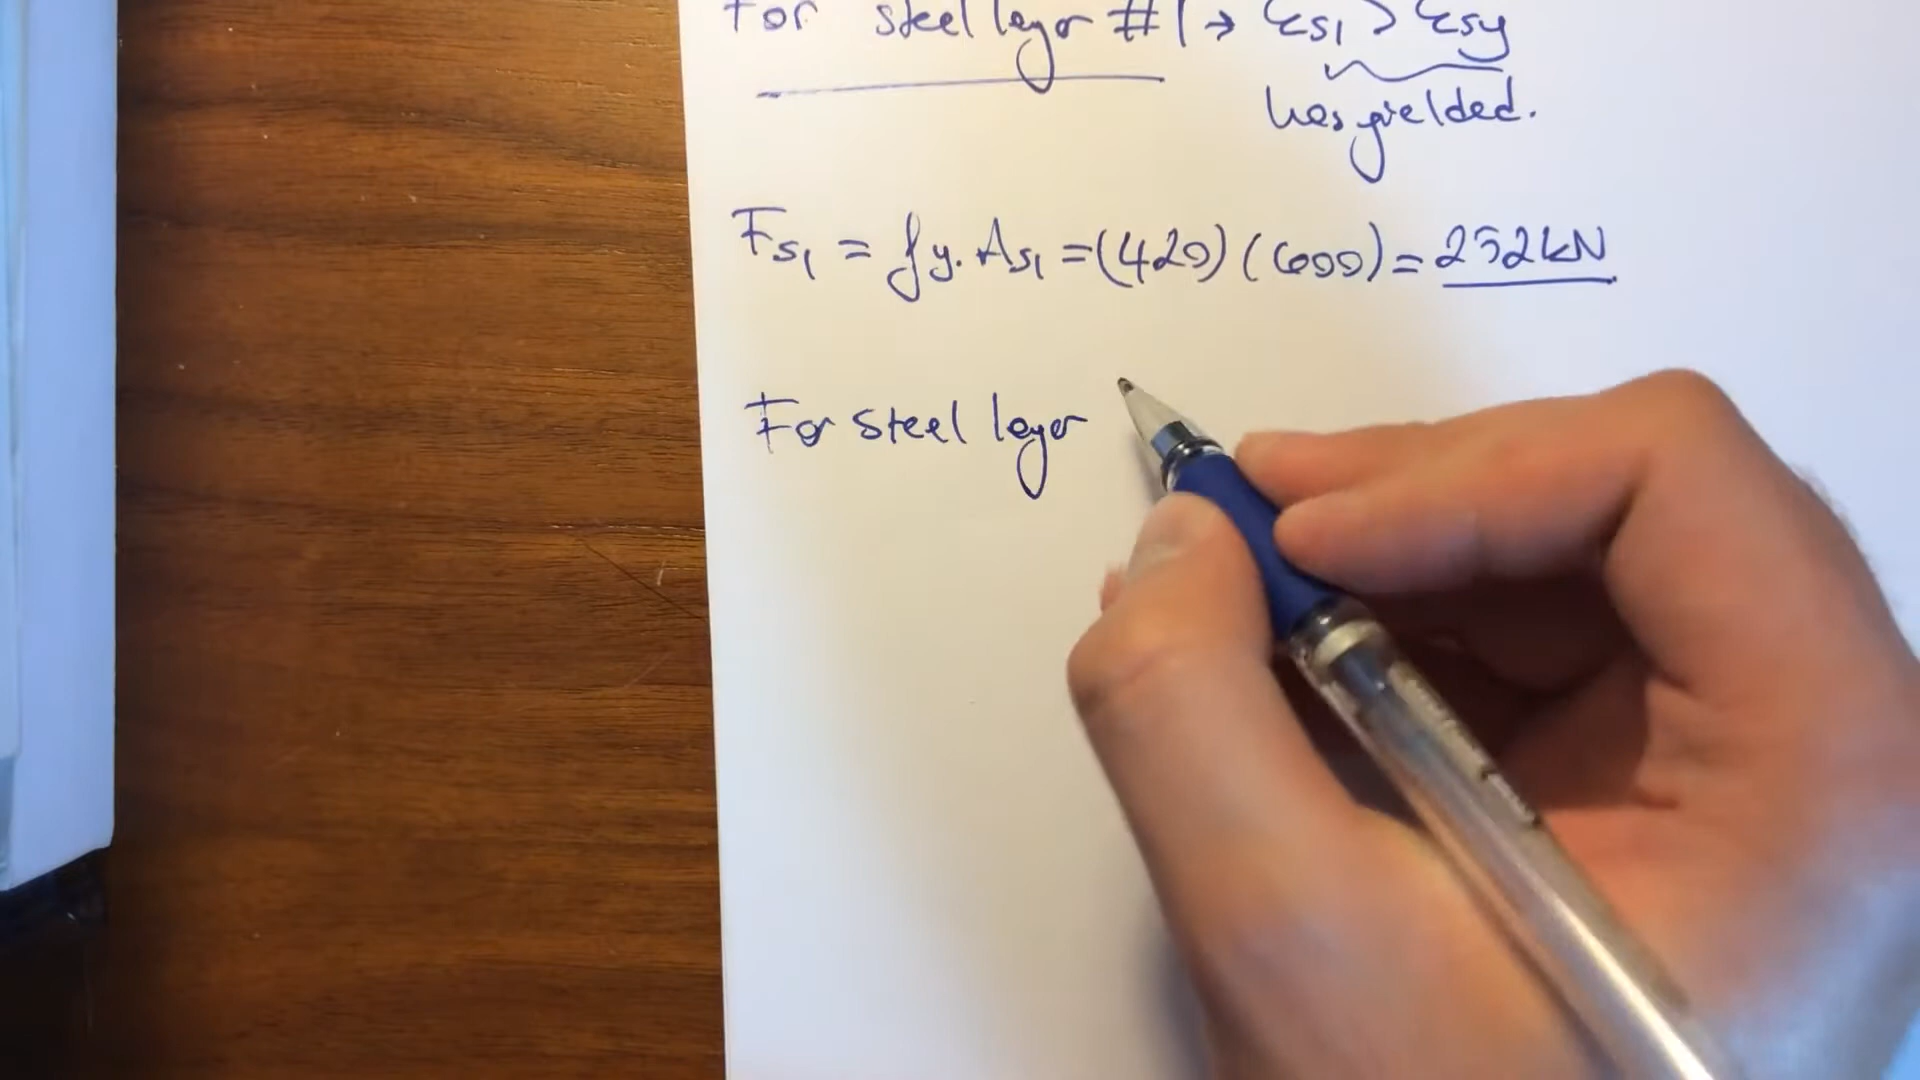 For steel layer #1 → εs1 > εsy
has yielded.
Fs1 = fy. As1 = (420) (600) = 252kN
For steel layer